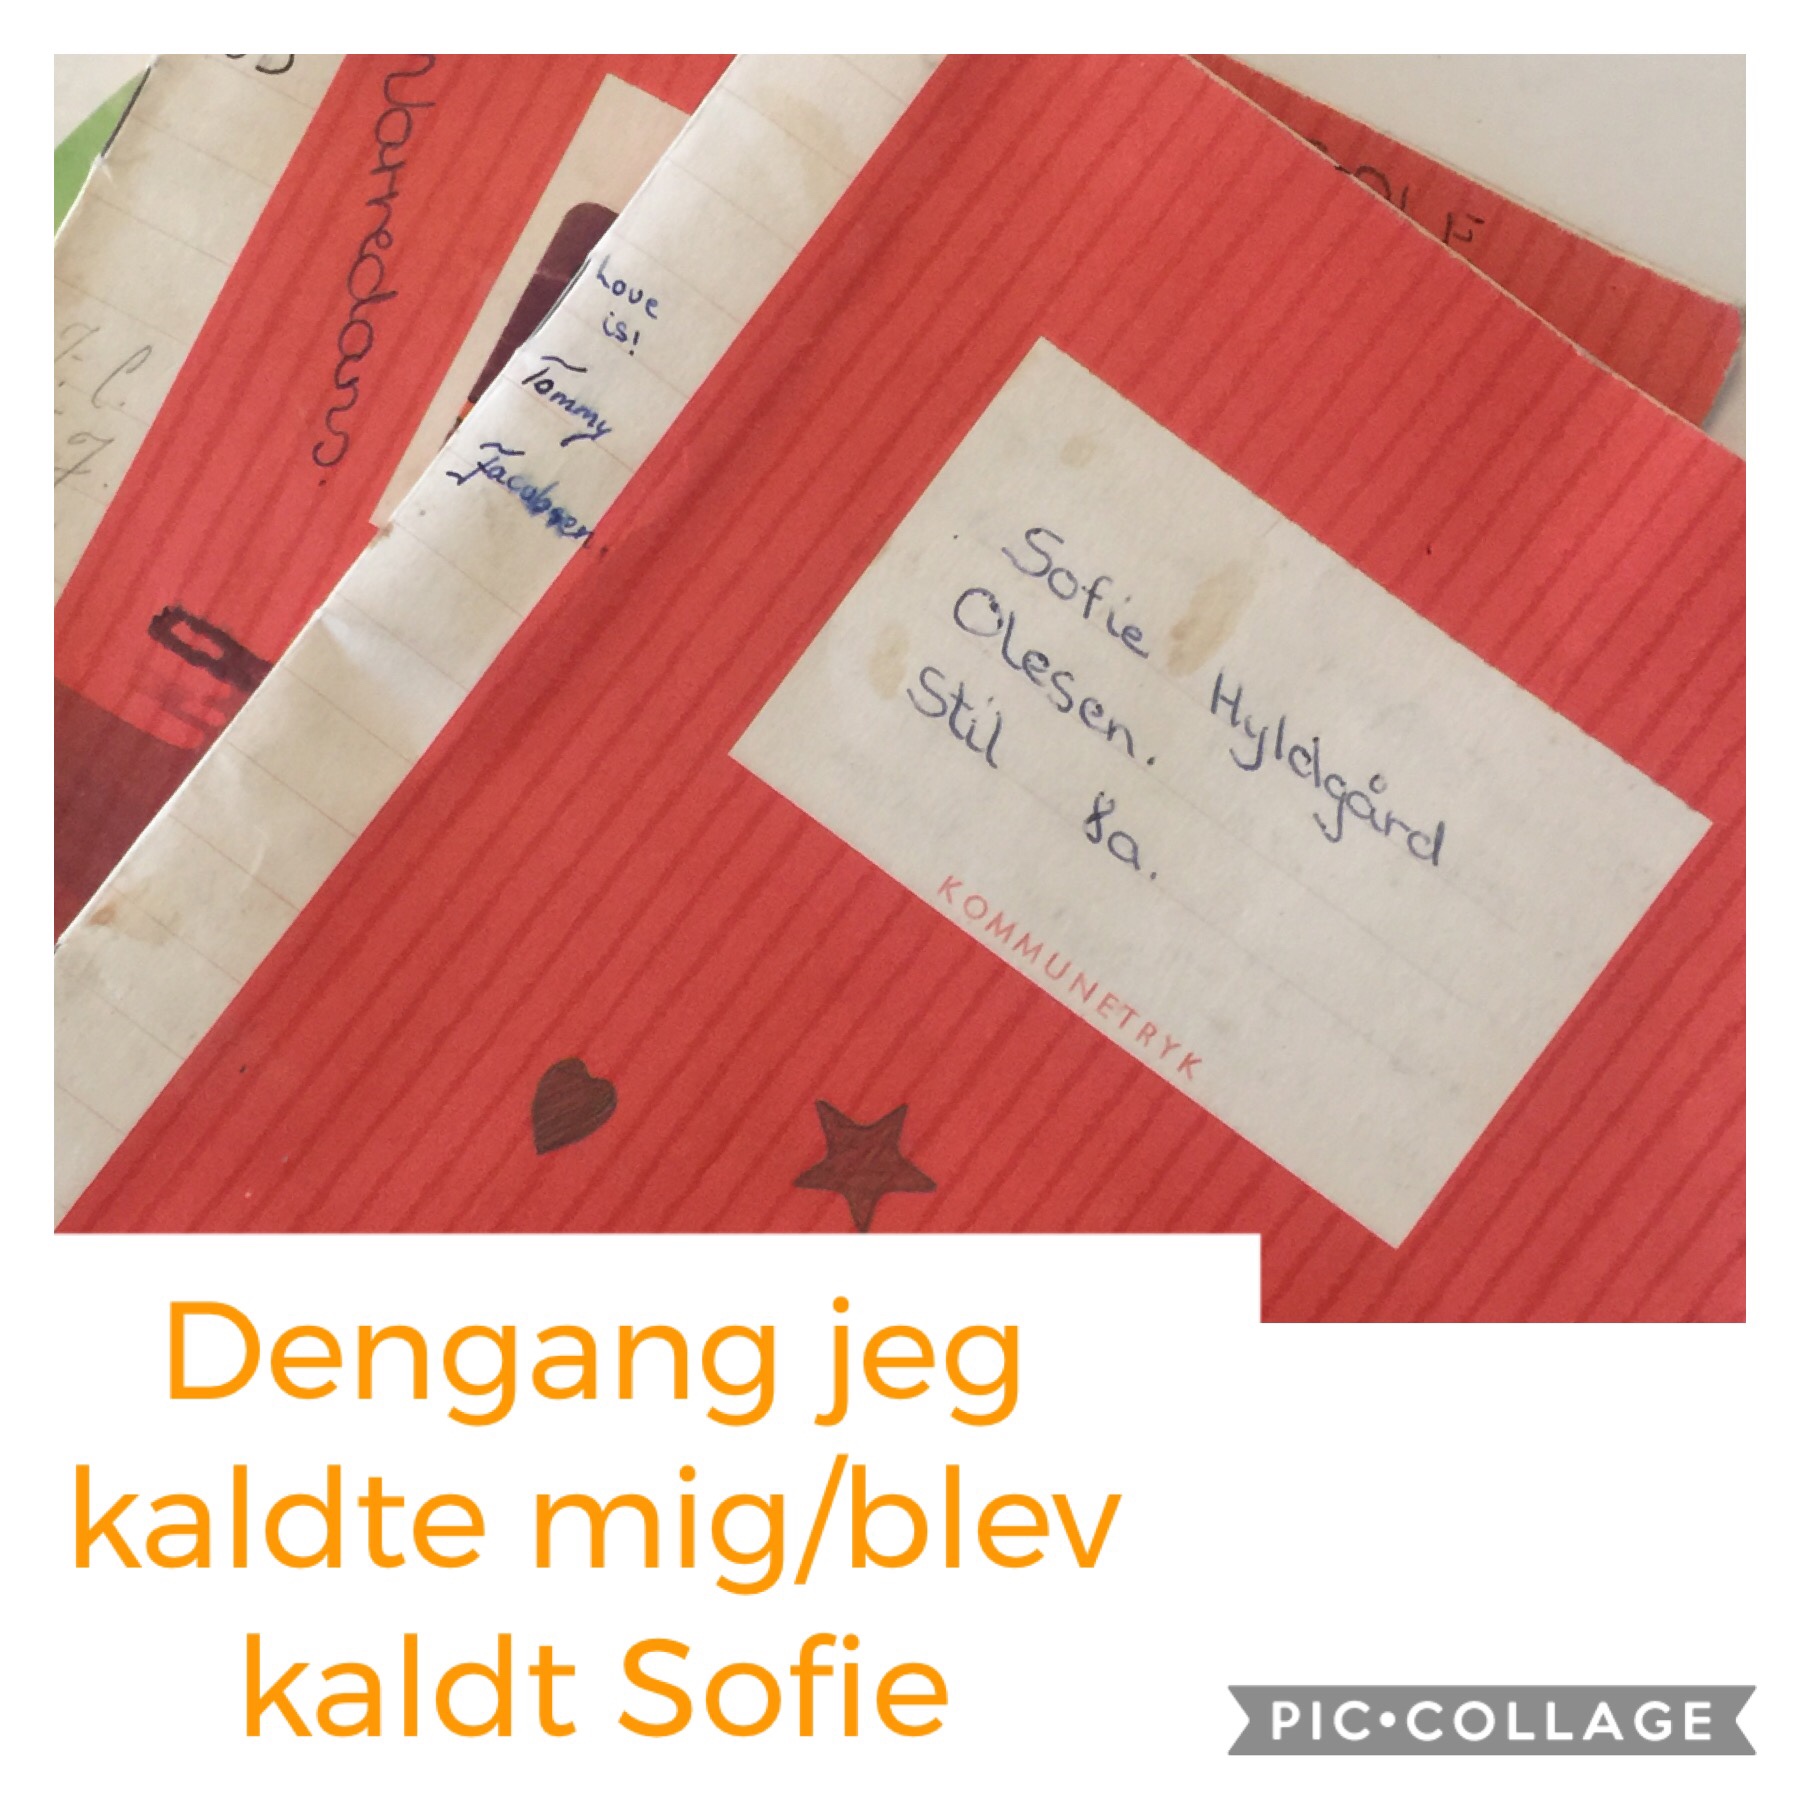 Varredans.
Love
is!
Tommy
Jacobsen.
Sofie Hyldgård
Olesen.
Stil 8a.
KOMMUNETRYK
Dengang jeg
kaldte mig/blev
kaldt Sofie
PIC•COLLAGE